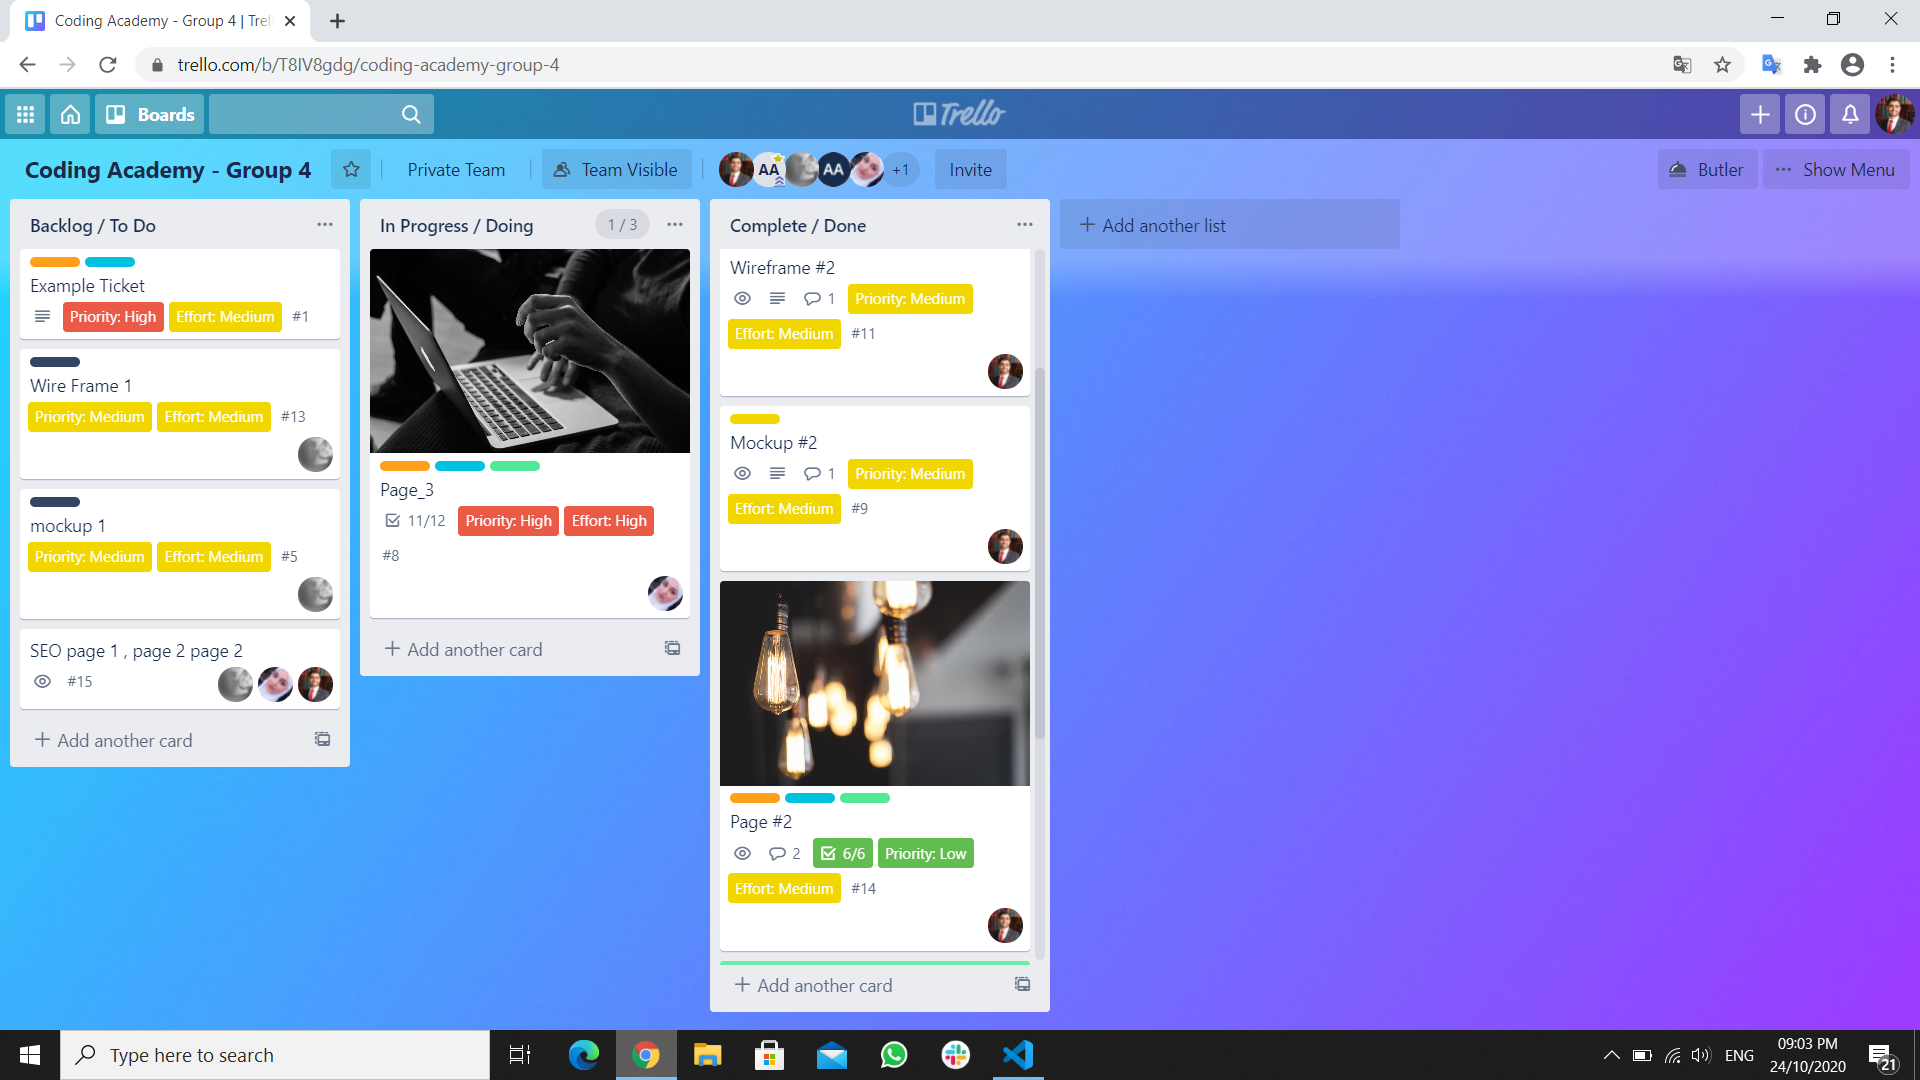 Coding Academy - Group 4 | Trel
trello.com/b/T8IV8gdg/coding-academy-group-4
Boards
Trello
Coding Academy - Group 4
Private Team
Team Visible
AA
AA
+1
Invite
Butler
Show Menu
Backlog / To Do
Example Ticket
Priority: High Effort: Medium #1
Wire Frame 1
Priority: Medium Effort: Medium #13
mockup 1
Priority: Medium Effort: Medium #5
SEO page 1 , page 2 page 2
#15
Add another card
In Progress / Doing 1 / 3
Page_3
11/12 Priority: High Effort: High
#8
Add another card
Complete / Done
Wireframe #2
1 Priority: Medium
Effort: Medium #11
Mockup #2
1 Priority: Medium
Effort: Medium #9
Page #2
2 6/6 Priority: Low
Effort: Medium #14
Add another card
Add another list
Type here to search
ENG
09:03 PM
24/10/2020
21